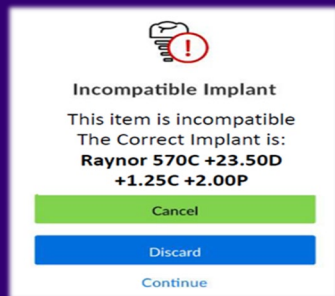 Incompatible Implant
This item is incompatible
The Correct Implant is:
Raynor 570C +23.50D
+1.25C +2.00P
Cancel
Discard
Continue